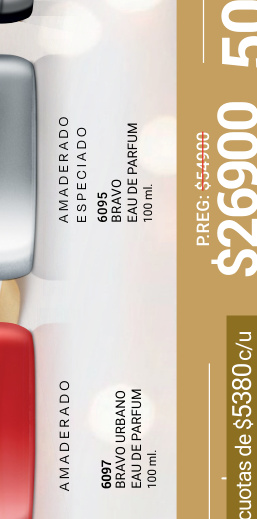 AMADERADO
ESPECIADO
6095
BRAVO
EAU DE PARFUM
100 ml.
AMADERADO
6097
BRAVO URBANO
EAU DE PARFUM
100 ml.
50
P.REG: $54900
$26900
cuotas de $5380 c/u